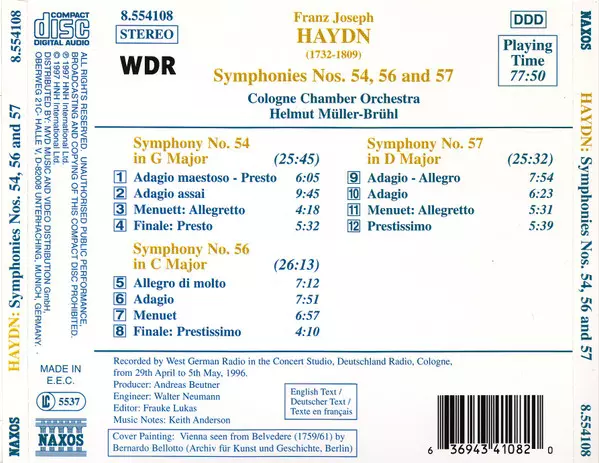 8.554108
NAXOS
HAYDN: Symphonies Nos. 54, 56 and 57
8.554108
COMPACT
disc
DIGITAL AUDIO
8.554108
STEREO
WDR
Franz Joseph
HAYDN
(1732-1809)
Symphonies Nos. 54, 56 and 57
Cologne Chamber Orchestra
Helmut Müller-Brühl
DDD
Playing
Time
77:50
Symphony No. 54
in G Major (25:45)
1 Adagio maestoso - Presto 6:05
2 Adagio assai 9:45
3 Menuett: Allegretto 4:18
4 Finale: Presto 5:32
Symphony No. 56
in C Major (26:13)
5 Allegro di molto 7:12
6 Adagio 7:51
7 Menuet 6:57
8 Finale: Prestissimo 4:10
Symphony No. 57
in D Major (25:32)
9 Adagio - Allegro 7:54
10 Adagio 6:23
11 Menuet: Allegretto 5:31
12 Prestissimo 5:39
Recorded by West German Radio in the Concert Studio, Deutschland Radio, Cologne,
from 29th April to 5th May, 1996.
Producer: Andreas Beutner
Engineer: Walter Neumann
Editor: Frauke Lukas
Music Notes: Keith Anderson
English Text /
Deutscher Text /
Texte en français
Cover Painting: Vienna seen from Belvedere (1759/61) by
Bernardo Bellotto (Archiv für Kunst und Geschichte, Berlin)
6 36943 41082 0
ALL RIGHTS RESERVED. UNAUTHORISED PUBLIC PERFORMANCE,
BROADCASTING AND COPYING OF THIS COMPACT DISC PROHIBITED.
℗ 1997 HNH International Ltd.
© 1997 HNH International Ltd.
DISTRIBUTED BY: MVD MUSIC AND VIDEO DISTRIBUTION GmbH,
OBERWEG 21C- HALLE V, D-82008 UNTERHACHING, MUNICH, GERMANY.
MADE IN
E.E.C.
LC 5537
NAXOS
HAYDN: Symphonies Nos. 54, 56 and 57
NAXOS
8.554108